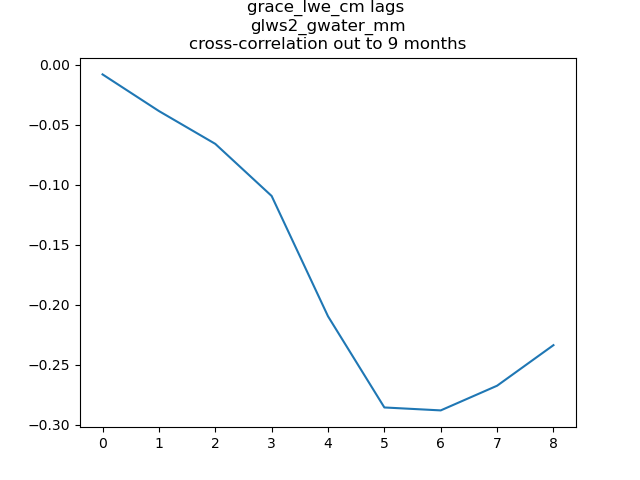 grace_lwe_cm lags
glws2_gwater_mm
cross-correlation out to 9 months
0.00
−0.05
−0.10
−0.15
−0.20
−0.25
−0.30
0 1 2 3 4 5 6 7 8